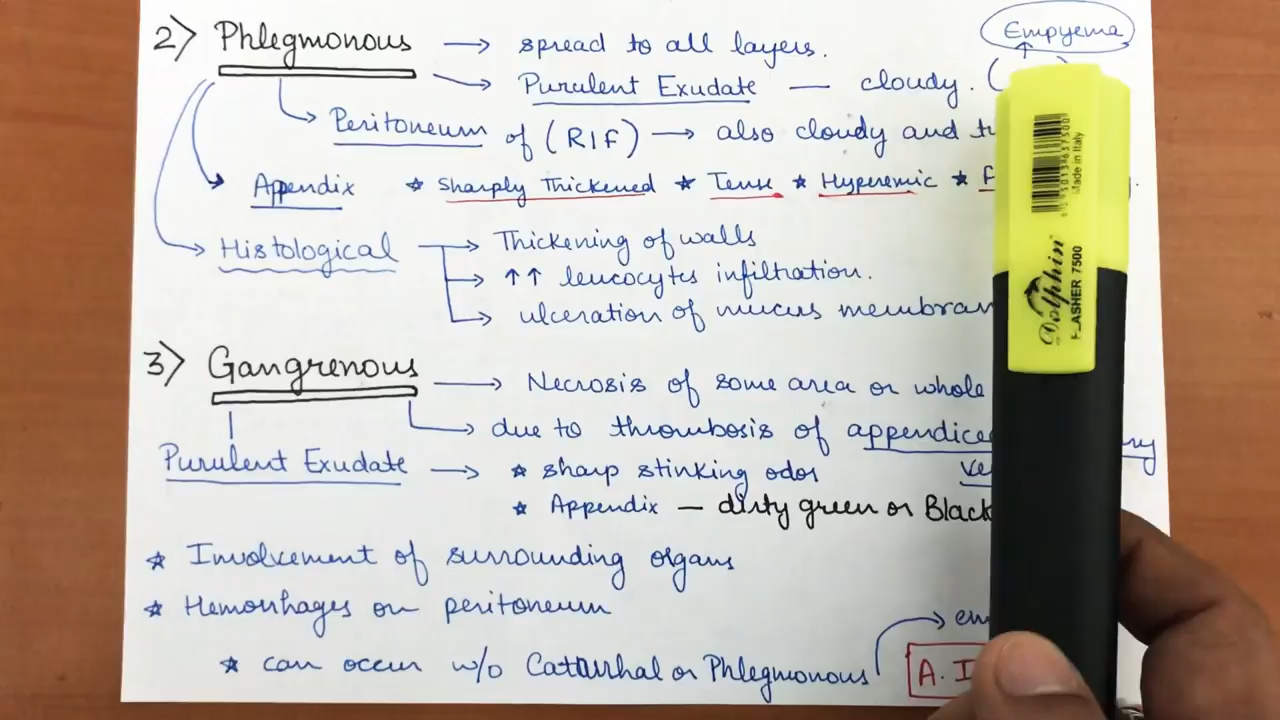 Empyema
2) Phlegmonous → spread to all layers.
→ Purulent Exudate — cloudy. (
→ Peritoneum of (RIF) → also cloudy and
→ Appendix ★ Sharply Thickened ★ Tense ★ Hyperemic ★
→ Histological → Thickening of walls
→ ↑↑ leucocytes infiltration.
→ ulceration of mucus membran
3) Gangrenous → Necrosis of some area or whole
→ due to thrombosis of appendice
Purulent Exudate → ★ sharp stinking odor
★ Appendix — dirty green or Black
★ Involvement of surrounding organs
★ Hemorrhages on peritoneum
★ can occur w/o Catarrhal or Phlegmonous
A. I
Made in Italy
Dolphin
FLASHER 7500